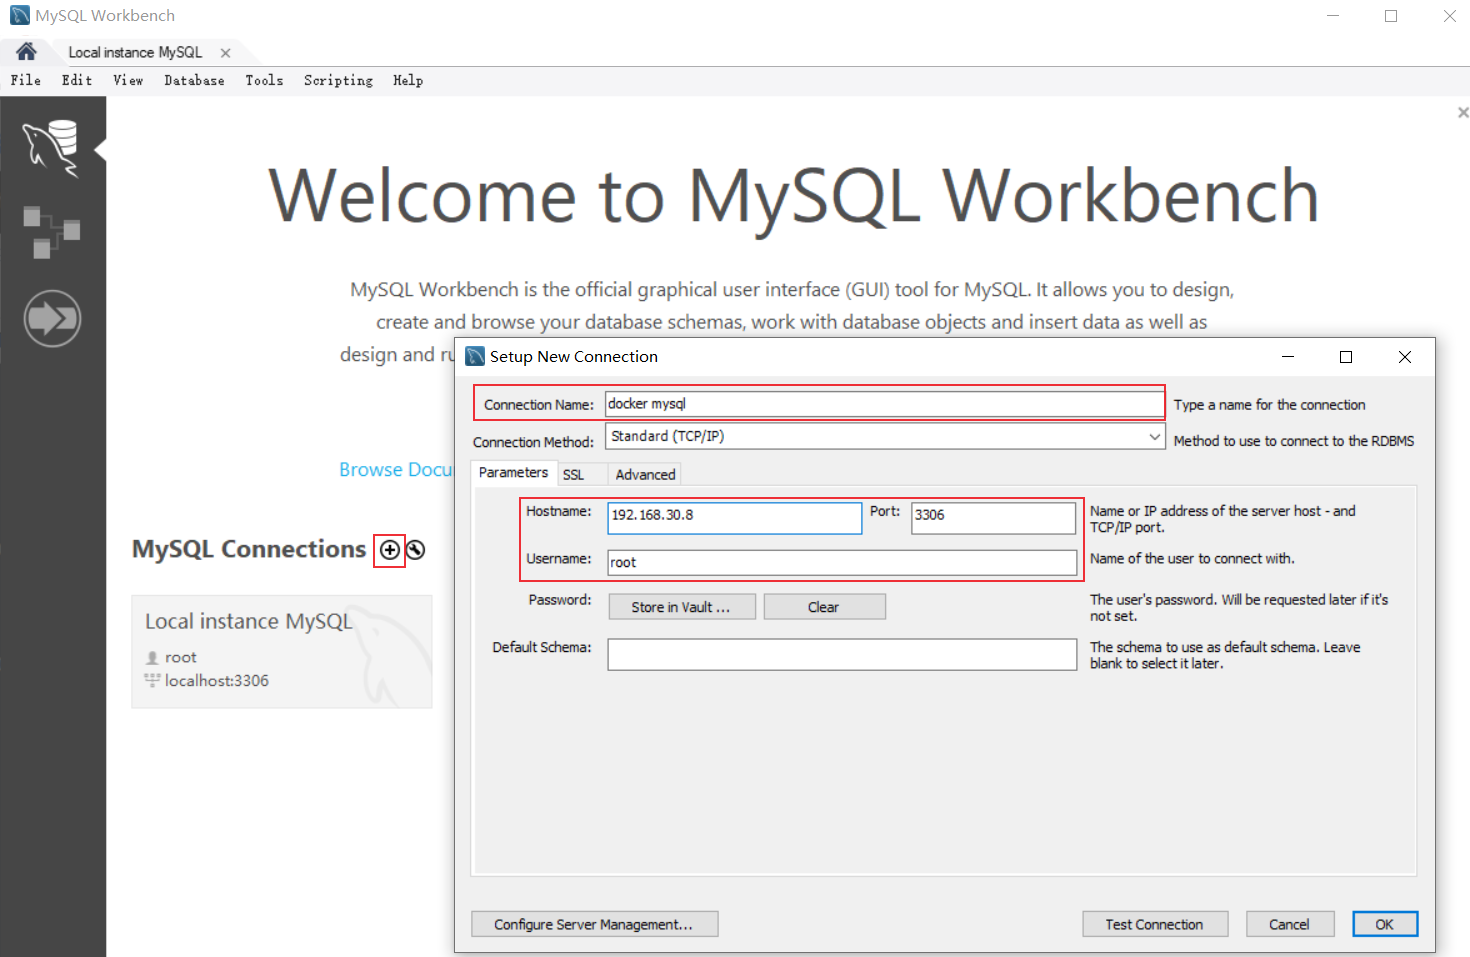 MySQL Workbench
Local instance MySQL
File Edit View Database Tools Scripting Help
Welcome to MySQL Workbench
MySQL Workbench is the official graphical user interface (GUI) tool for MySQL. It allows you to design,
create and browse your database schemas, work with database objects and insert data as well as
design and ru
Browse Docu
MySQL Connections
Local instance MySQL
root
localhost:3306
Setup New Connection
Connection Name: docker mysql Type a name for the connection
Connection Method: Standard (TCP/IP) Method to use to connect to the RDBMS
Parameters SSL Advanced
Hostname: 192.168.30.8 Port: 3306 Name or IP address of the server host - and
TCP/IP port.
Username: root Name of the user to connect with.
Password: Store in Vault ... Clear The user's password. Will be requested later if it's
not set.
Default Schema: The schema to use as default schema. Leave
blank to select it later.
Configure Server Management... Test Connection Cancel OK